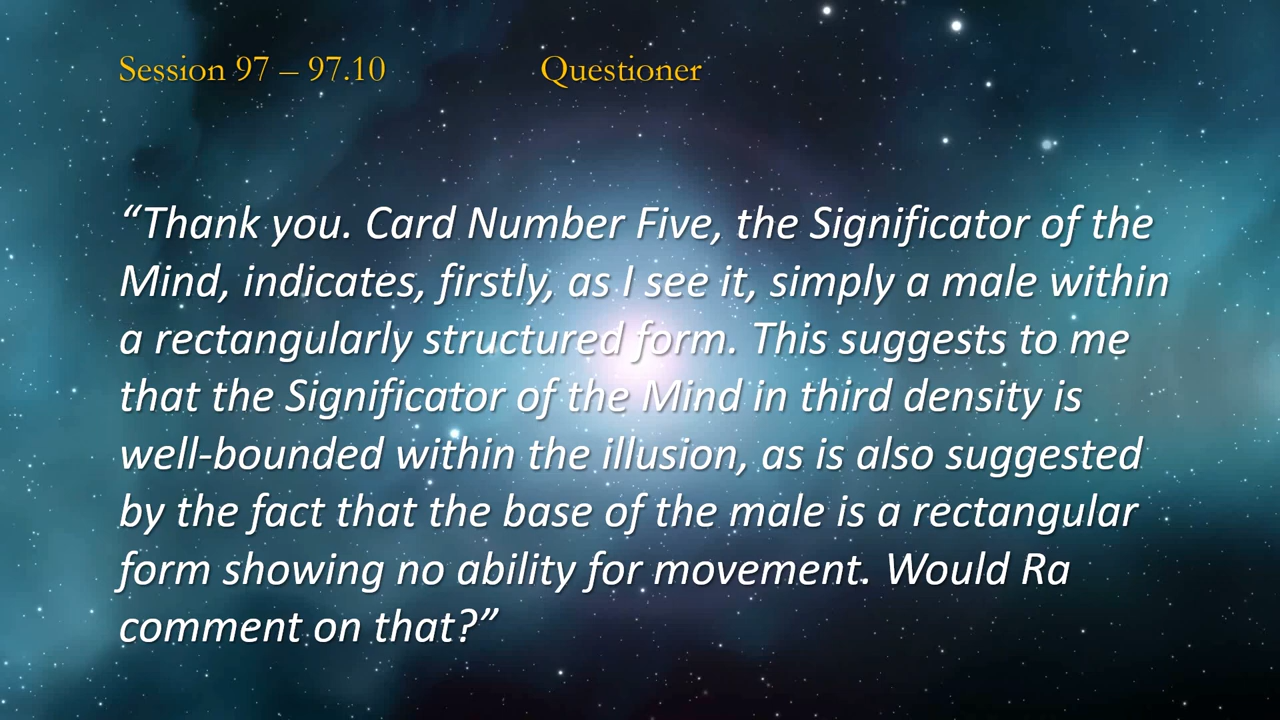 Session 97 – 97.10 Questioner
“Thank you. Card Number Five, the Significator of the
Mind, indicates, firstly, as I see it, simply a male within
a rectangularly structured form. This suggests to me
that the Significator of the Mind in third density is
well-bounded within the illusion, as is also suggested
by the fact that the base of the male is a rectangular
form showing no ability for movement. Would Ra
comment on that?”